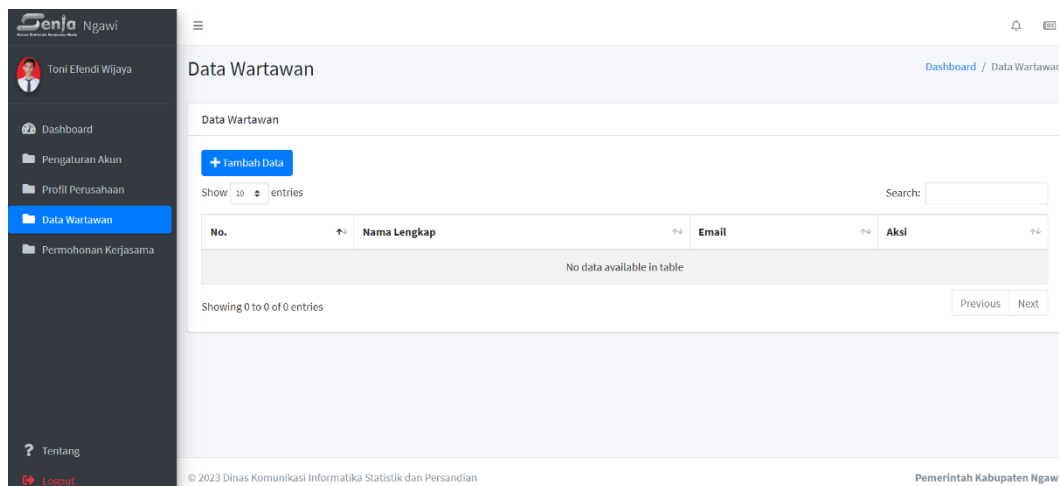 Senja Ngawi
Toni Efendi Wijaya
Dashboard
Pengaturan Akun
Profil Perusahaan
Data Wartawan
Permohonan Kerjasama
Tentang
Logout
Data Wartawan
Dashboard / Data Wartawan
Data Wartawan
+ Tambah Data
Show 10 entries
Search:
No. Nama Lengkap Email Aksi
No data available in table
Showing 0 to 0 of 0 entries
Previous Next
© 2023 Dinas Komunikasi Informatika Statistik dan Persandian
Pemerintah Kabupaten Ngawi